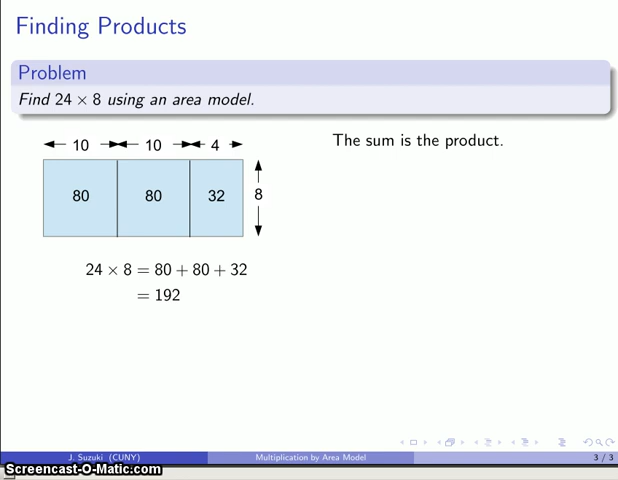 Finding Products
Problem
Find 24 × 8 using an area model.
The sum is the product.
10 10 4
80 80 32 8
24 × 8 = 80 + 80 + 32
= 192
J. Suzuki (CUNY) Multiplication by Area Model 3 / 3
Screencast-O-Matic.com